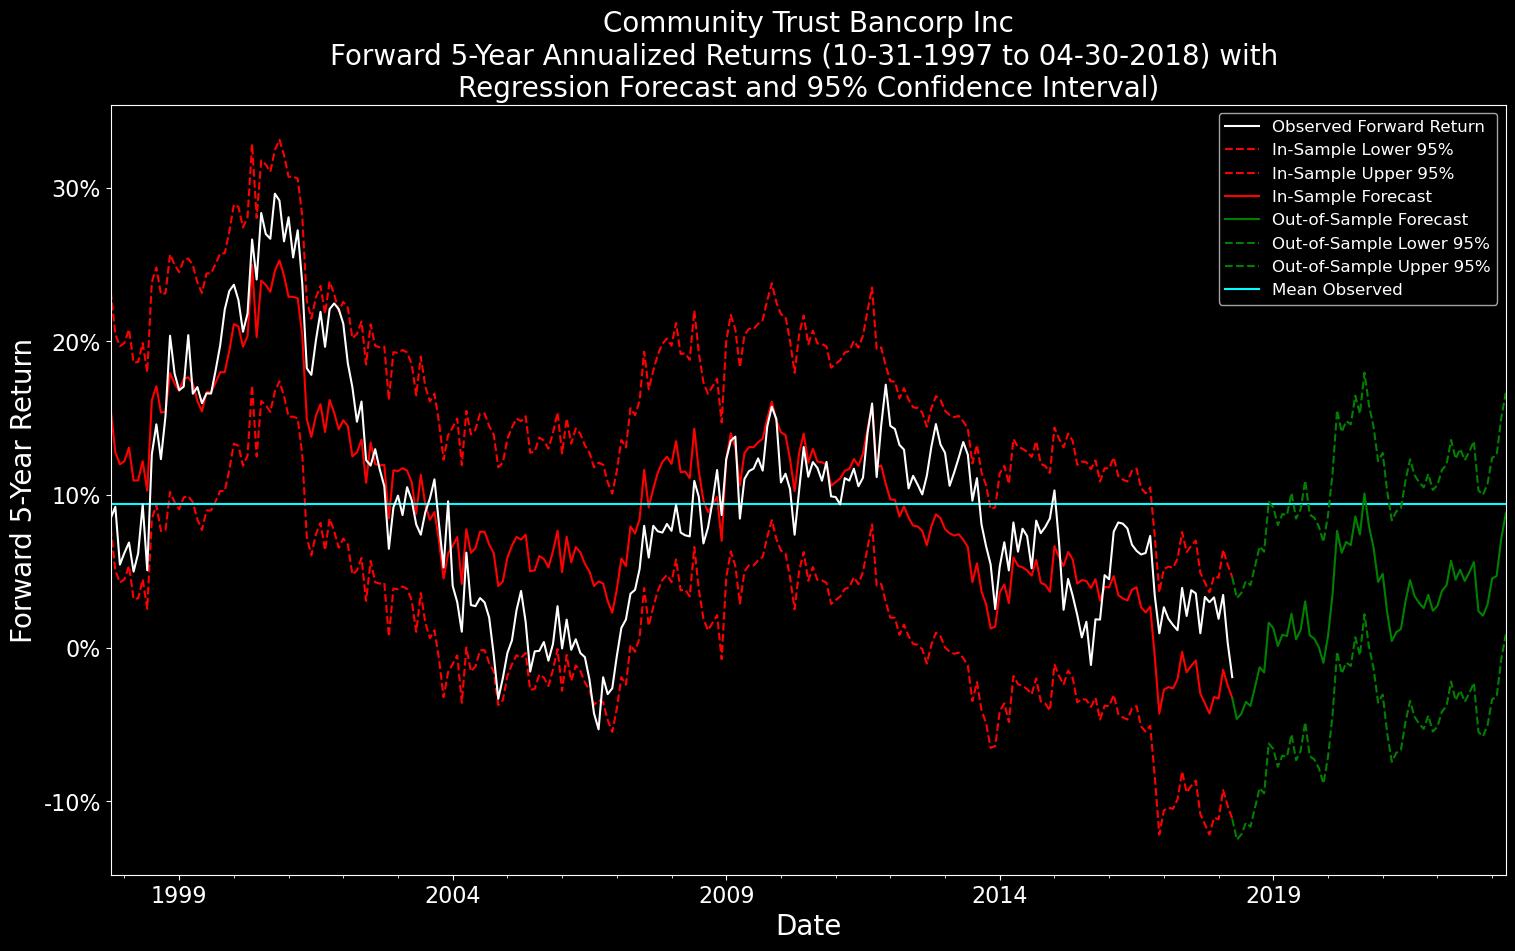 Community Trust Bancorp Inc
Forward 5-Year Annualized Returns (10-31-1997 to 04-30-2018) with
Regression Forecast and 95% Confidence Interval)
Observed Forward Return
In-Sample Lower 95%
In-Sample Upper 95%
In-Sample Forecast
Out-of-Sample Forecast
Out-of-Sample Lower 95%
Out-of-Sample Upper 95%
Mean Observed
Forward 5-Year Return
30%
20%
10%
0%
-10%
1999 2004 2009 2014 2019
Date